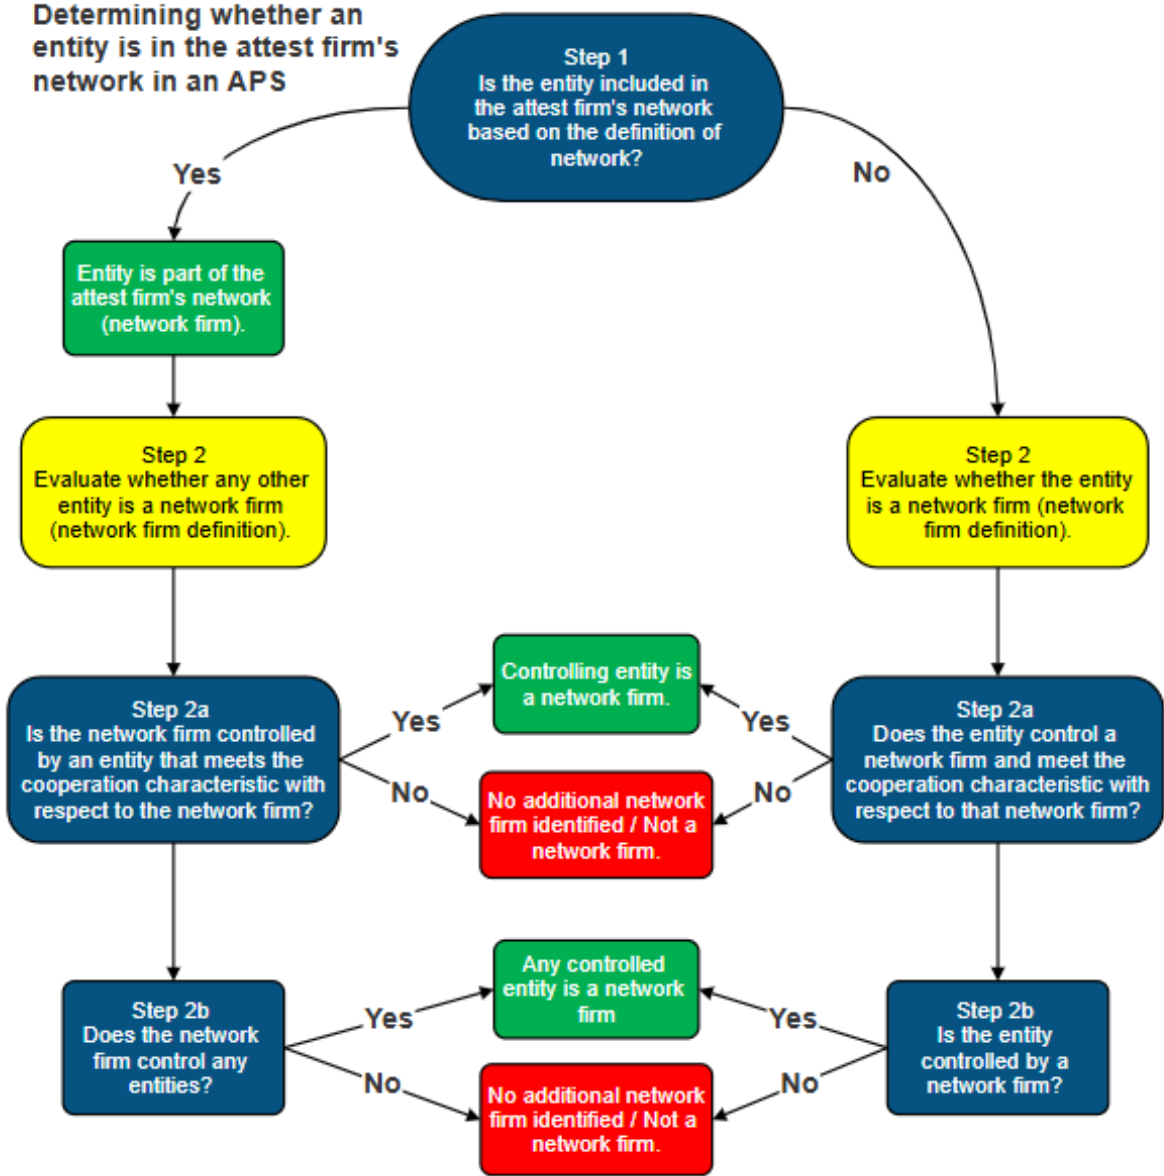 Determining whether an
entity is in the attest firm's
network in an APS
Step 1
Is the entity included in
the attest firm's network
based on the definition of
network?
Yes
No
Entity is part of the
attest firm's network
(network firm).
Step 2
Evaluate whether any other
entity is a network firm
(network firm definition).
Step 2
Evaluate whether the entity
is a network firm (network
firm definition).
Step 2a
Is the network firm controlled
by an entity that meets the
cooperation characteristic with
respect to the network firm?
Yes
No
Controlling entity is
a network firm.
No additional network
firm identified / Not a
network firm.
Yes
No
Step 2a
Does the entity control a
network firm and meet the
cooperation characteristic with
respect to that network firm?
Step 2b
Does the network
firm control any
entities?
Yes
No
Any controlled
entity is a network
firm
No additional network
firm identified / Not a
network firm.
Yes
No
Step 2b
Is the entity
controlled by a
network firm?